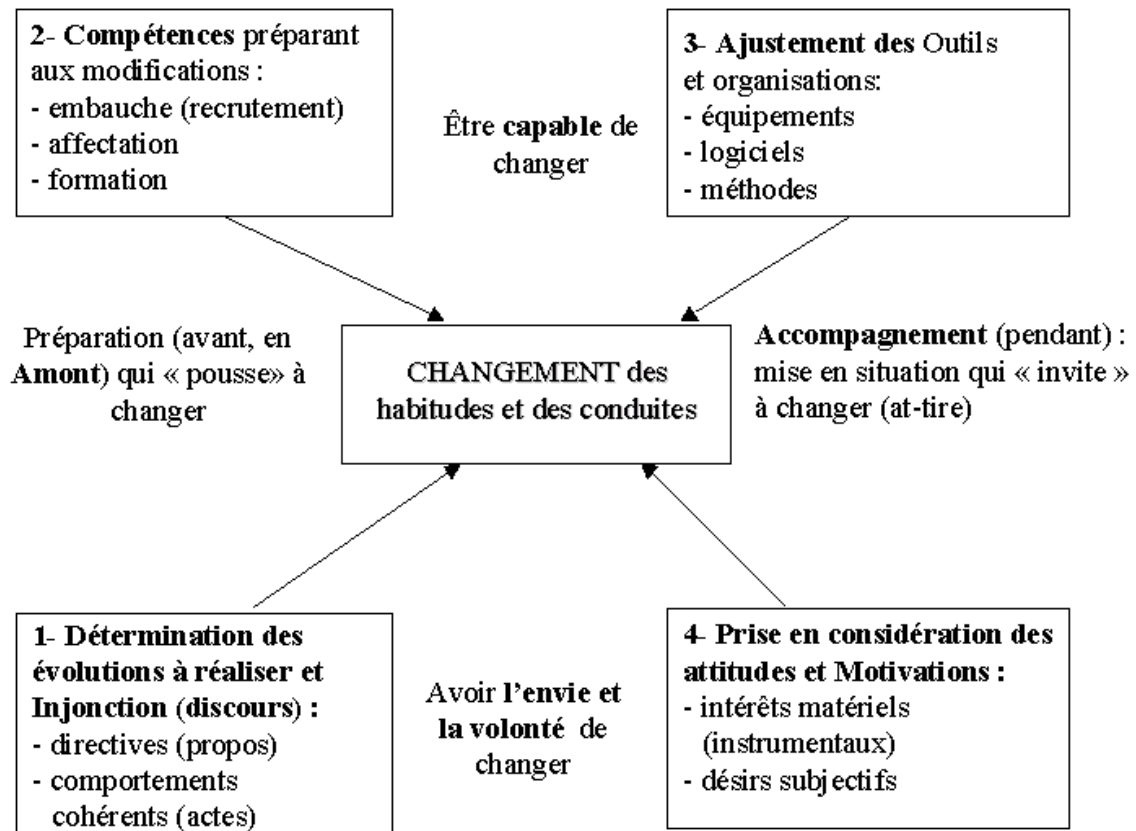 2- Compétences préparant
aux modifications :
- embauche (recrutement)
- affectation
- formation
Être capable de
changer
3- Ajustement des Outils
et organisations:
- équipements
- logiciels
- méthodes
Préparation (avant, en
Amont) qui « pousse» à
changer
CHANGEMENT des
habitudes et des conduites
Accompagnement (pendant) :
mise en situation qui « invite »
à changer (at-tire)
1- Détermination des
évolutions à réaliser et
Injonction (discours) :
- directives (propos)
- comportements
cohérents (actes)
Avoir l’envie et
la volonté de
changer
4- Prise en considération des
attitudes et Motivations :
- intérêts matériels
(instrumentaux)
- désirs subjectifs